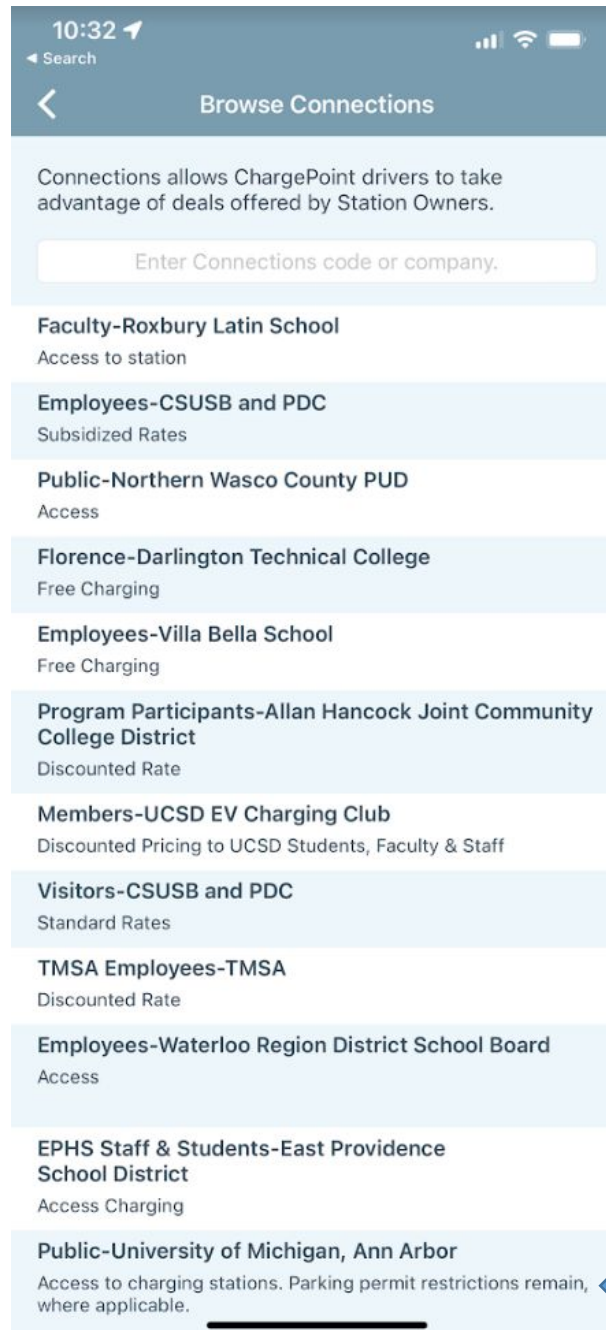 10:32
◀ Search
Browse Connections
Connections allows ChargePoint drivers to take
advantage of deals offered by Station Owners.
Enter Connections code or company.
Faculty-Roxbury Latin School
Access to station
Employees-CSUSB and PDC
Subsidized Rates
Public-Northern Wasco County PUD
Access
Florence-Darlington Technical College
Free Charging
Employees-Villa Bella School
Free Charging
Program Participants-Allan Hancock Joint Community
College District
Discounted Rate
Members-UCSD EV Charging Club
Discounted Pricing to UCSD Students, Faculty & Staff
Visitors-CSUSB and PDC
Standard Rates
TMSA Employees-TMSA
Discounted Rate
Employees-Waterloo Region District School Board
Access
EPHS Staff & Students-East Providence
School District
Access Charging
Public-University of Michigan, Ann Arbor
Access to charging stations. Parking permit restrictions remain,
where applicable.